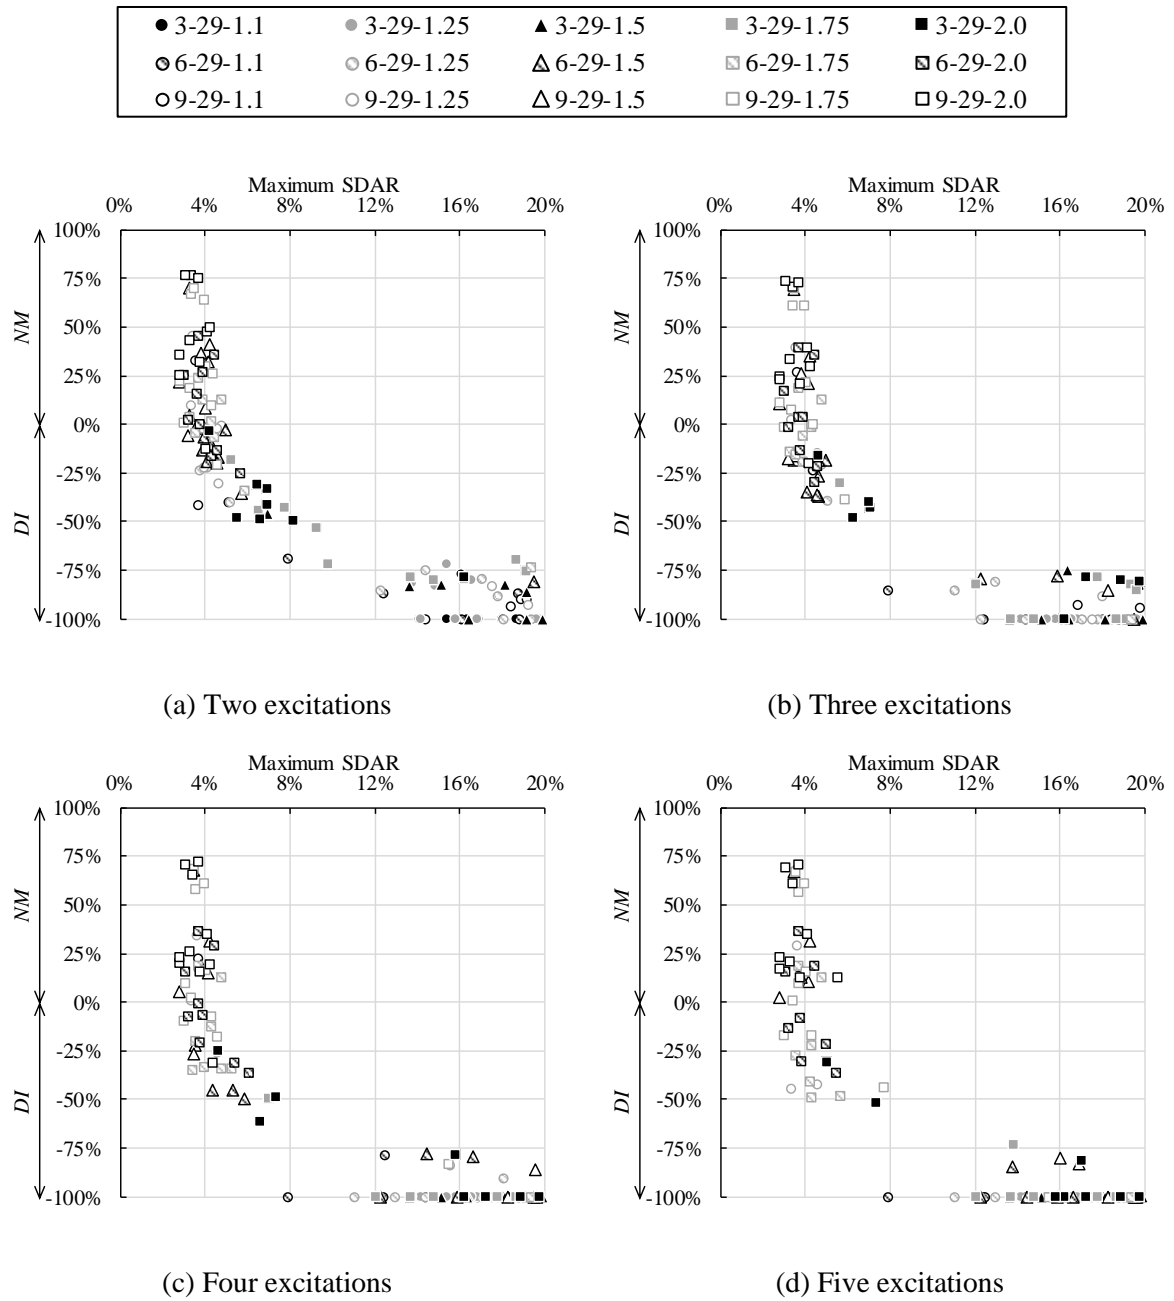 3-29-1.1 3-29-1.25 3-29-1.5 3-29-1.75 3-29-2.0
6-29-1.1 6-29-1.25 6-29-1.5 6-29-1.75 6-29-2.0
9-29-1.1 9-29-1.25 9-29-1.5 9-29-1.75 9-29-2.0
Maximum SDAR
0% 4% 8% 12% 16% 20%
100%
75%
50%
25%
0%
-25%
-50%
-75%
-100%
NM
DI
(a) Two excitations
Maximum SDAR
0% 4% 8% 12% 16% 20%
100%
75%
50%
25%
0%
-25%
-50%
-75%
-100%
NM
DI
(b) Three excitations
Maximum SDAR
0% 4% 8% 12% 16% 20%
100%
75%
50%
25%
0%
-25%
-50%
-75%
-100%
NM
DI
(c) Four excitations
Maximum SDAR
0% 4% 8% 12% 16% 20%
100%
75%
50%
25%
0%
-25%
-50%
-75%
-100%
NM
DI
(d) Five excitations